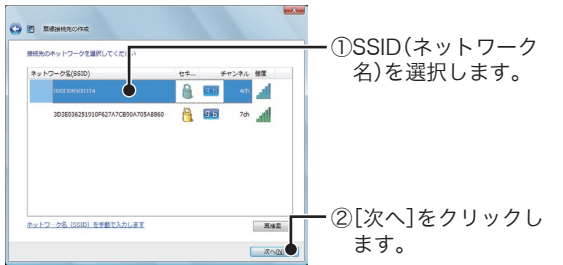 無線接続先の作成
接続先のネットワークを選択してください
ネットワーク名(SSID) セキ... チャンネル 強度
g b 4ch
3D3E036251910F627A7CB90A705A8860 g b 7ch
ネットワーク名 (SSID) を手動で入力します 再検索
次へ(N)
①SSID(ネットワーク
名)を選択します。
②[次へ]をクリックし
ます。